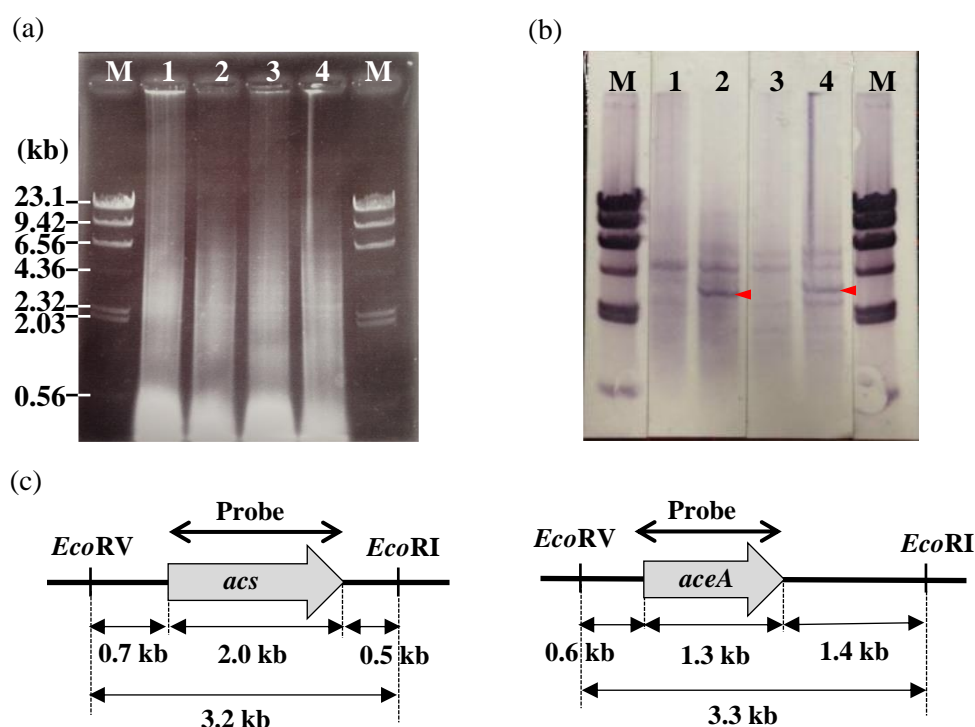 (a)
M 1 2 3 4 M
(kb)
23.1
9.42
6.56
4.36
2.32
2.03
0.56
(b)
M 1 2 3 4 M
(c)
Probe
EcoRV EcoRI
acs
0.7 kb 2.0 kb 0.5 kb
3.2 kb
Probe
EcoRV EcoRI
aceA
0.6 kb 1.3 kb 1.4 kb
3.3 kb